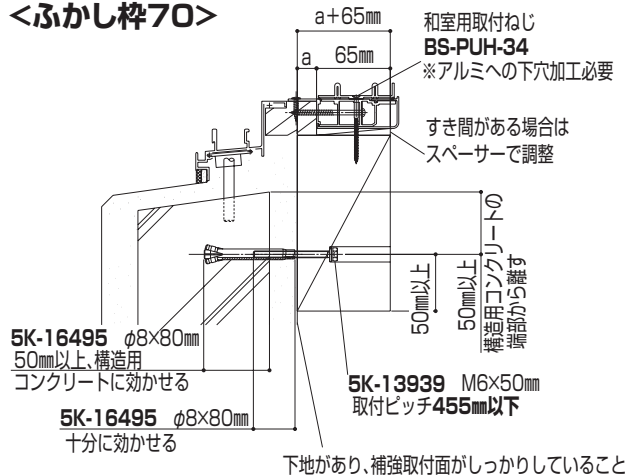 <ふかし枠70>
a+65㎜
a 65㎜
和室用取付ねじ
BS-PUH-34
※アルミへの下穴加工必要
すき間がある場合は
スペーサーで調整
50㎜以上
50㎜以上
構造用コンクリートの
端部から離す
5K-16495 φ8×80㎜
50㎜以上、構造用
コンクリートに効かせる
5K-13939 M6×50㎜
取付ピッチ455㎜以下
5K-16495 φ8×80㎜
十分に効かせる
下地があり、補強取付面がしっかりしていること